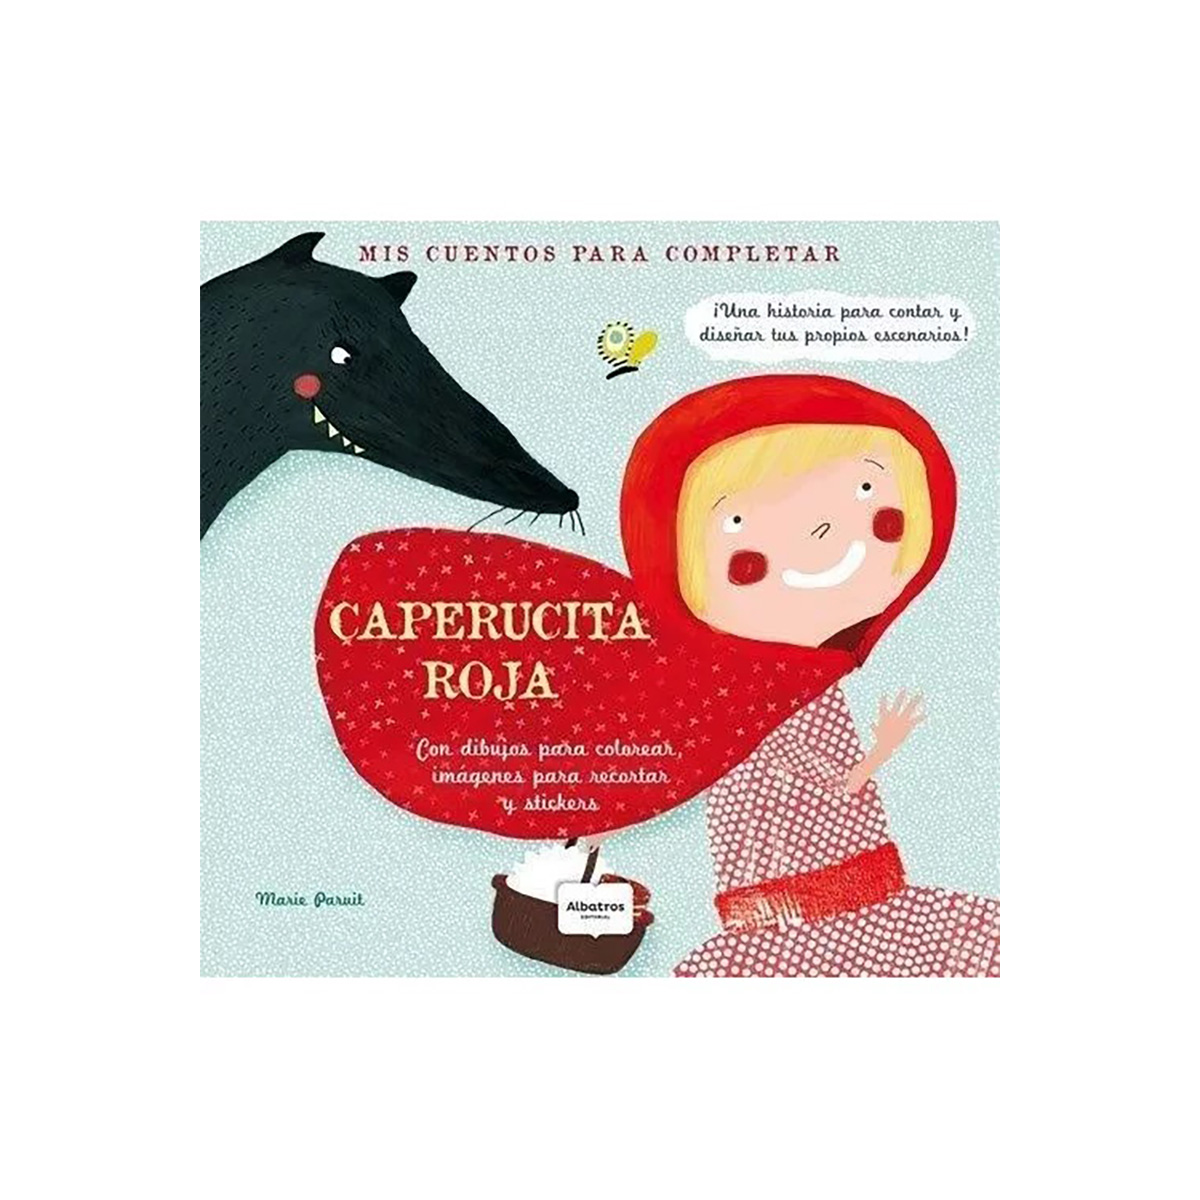 MIS CUENTOS PARA COMPLETAR
¡Una historia para contar y
diseñar tus propios escenarios!
CAPERUCITA
ROJA
Con dibujos para colorear,
imágenes para recortar
y stickers
Marie Paruit
Albatros
EDITORIAL